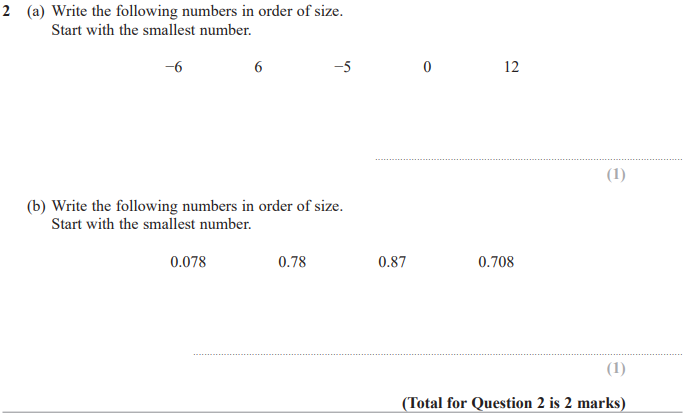 2 (a) Write the following numbers in order of size.
Start with the smallest number.
−6 6 −5 0 12
(1)
(b) Write the following numbers in order of size.
Start with the smallest number.
0.078 0.78 0.87 0.708
(1)
(Total for Question 2 is 2 marks)